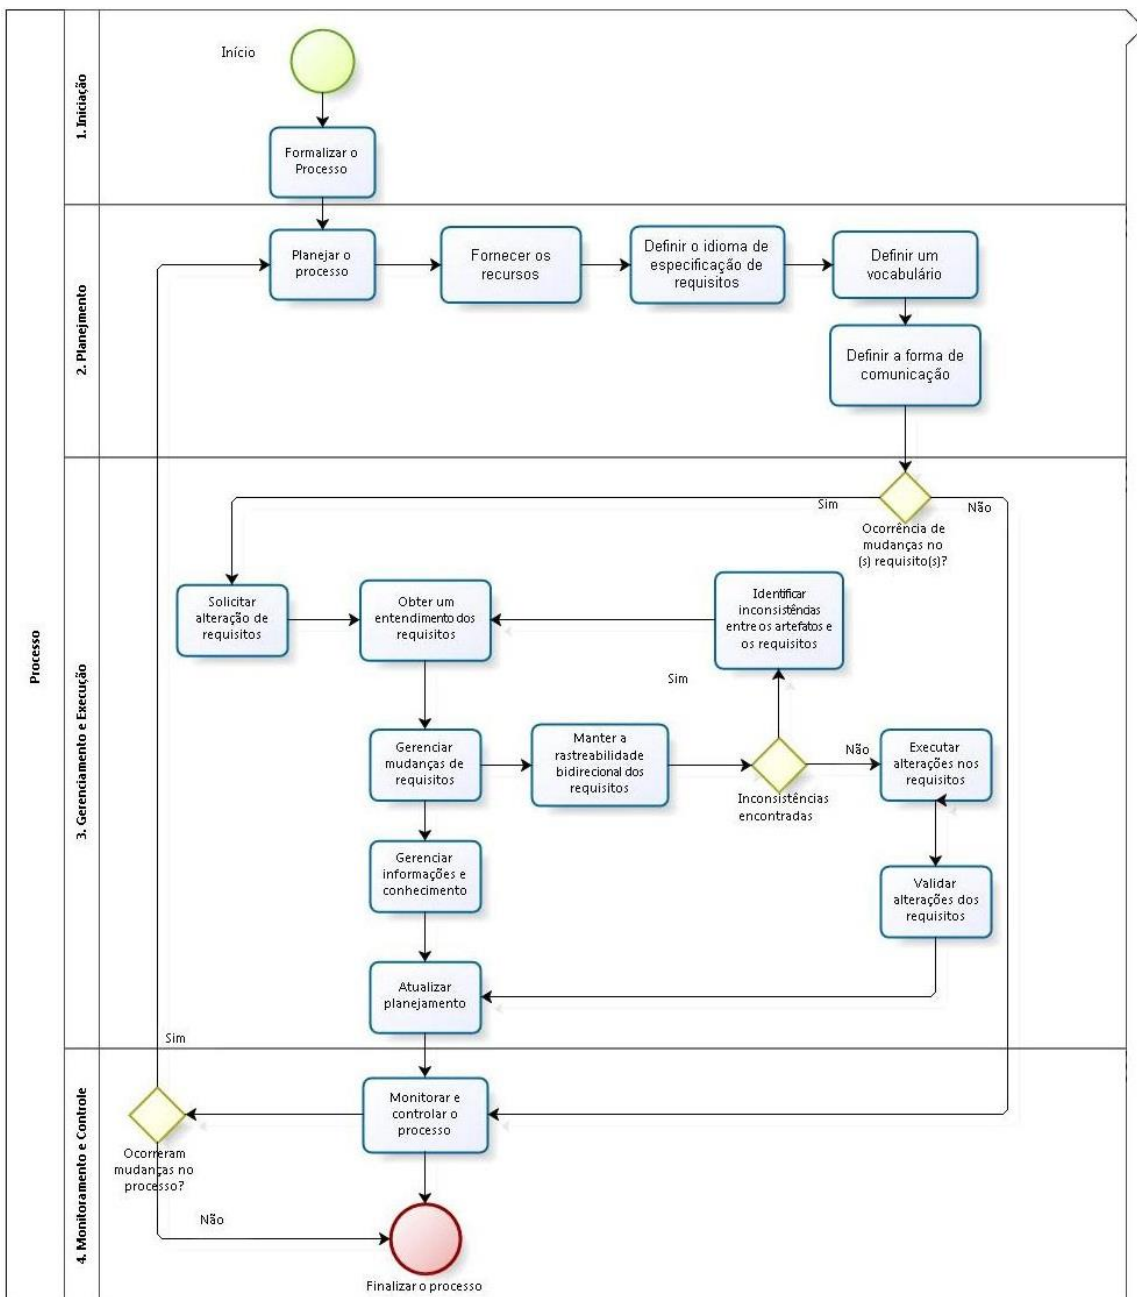 Processo
1. Iniciação
Início
Formalizar o
Processo
2. Planejmento
Planejar o
processo
Fornecer os
recursos
Definir o idioma de
especificação de
requisitos
Definir um
vocabulário
Definir a forma de
comunicação
3. Gerenciamento e Execução
Sim
Não
Ocorrência de
mudanças no
(s) requisito(s)?
Solicitar
alteração de
requisitos
Obter um
entendimento dos
requisitos
Identificar
inconsistências
entre os artefatos e
os requisitos
Sim
Gerenciar
mudanças de
requisitos
Manter a
rastreabilidade
bidirecional dos
requisitos
Inconsistências
encontradas
Não
Executar
alterações nos
requisitos
Gerenciar
informações e
conhecimento
Validar
alterações dos
requisitos
Atualizar
planejamento
Sim
4. Monitoramento e Controle
Monitorar e
controlar o
processo
Ocorreram
mudanças no
processo?
Não
Finalizar o processo